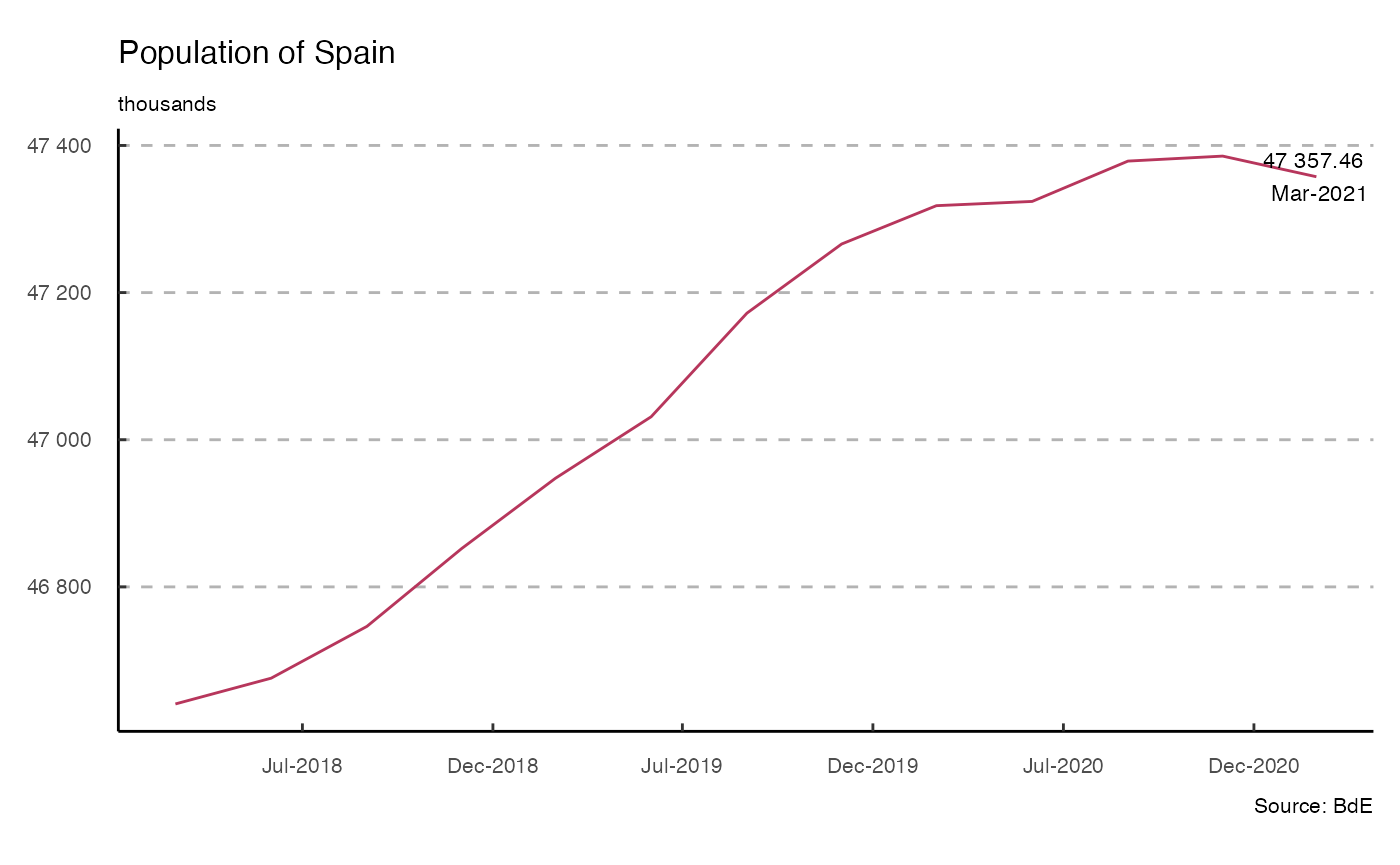 Population of Spain
thousands
47 400
47 357.46
Mar-2021
47 200
47 000
46 800
Jul-2018 Dec-2018 Jul-2019 Dec-2019 Jul-2020 Dec-2020
Source: BdE